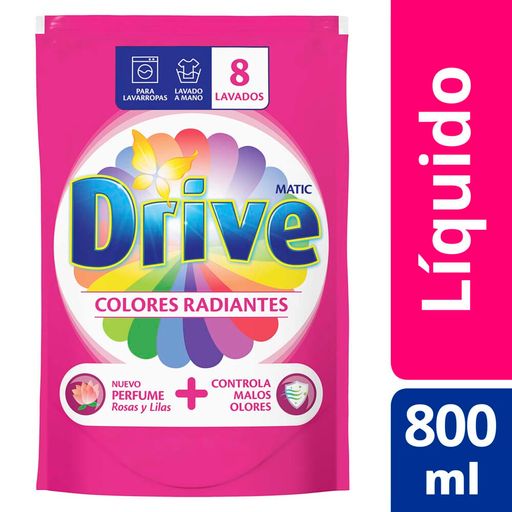 PARA
LAVARROPAS
LAVADO
A MANO
8
LAVADOS
MATIC
Drive
COLORES RADIANTES
NUEVO
PERFUME
Rosas y Lilas
+
CONTROLA
MALOS
OLORES
Líquido
800
ml